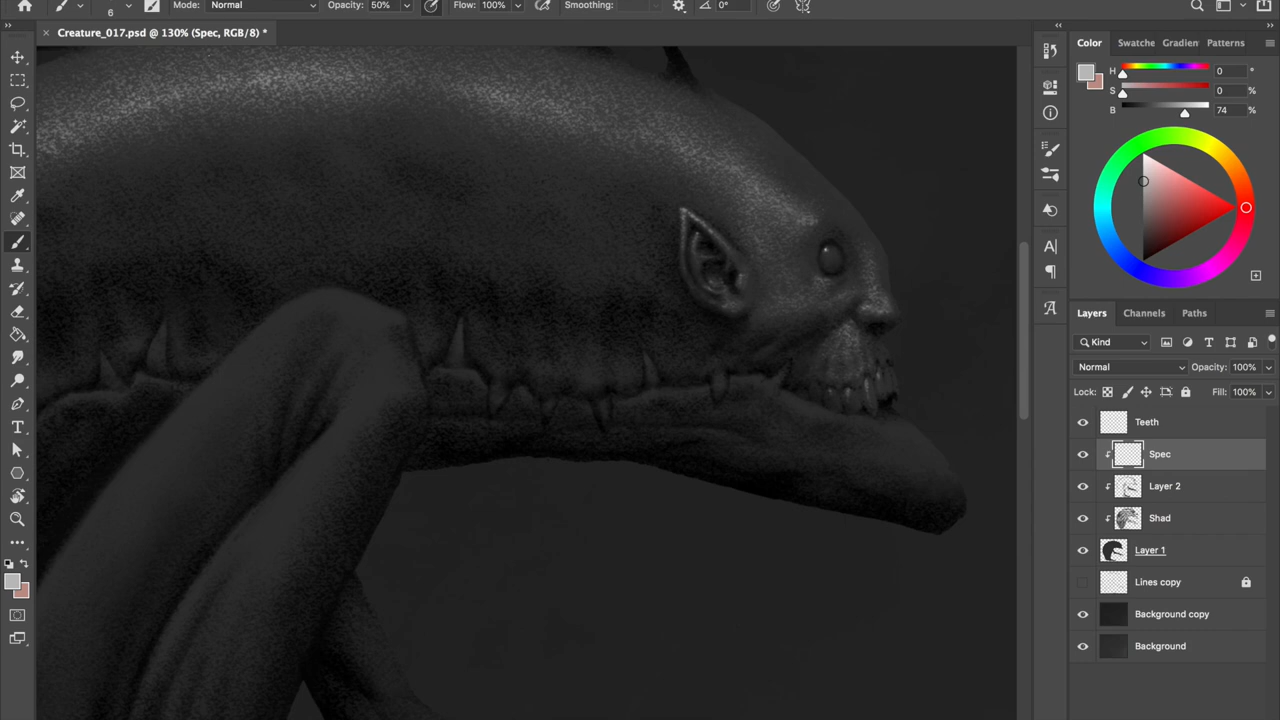 Mode: Normal Opacity: 50% Flow: 100% Smoothing: 0°
Creature_017.psd @ 130% (Spec, RGB/8) *
6
Color Swatche Gradien Patterns
H 0 °
S 0 %
B 74 %
Layers Channels Paths
Kind
Normal Opacity: 100%
Lock: Fill: 100%
Teeth
Spec
Layer 2
Shad
Layer 1
Lines copy
Background copy
Background